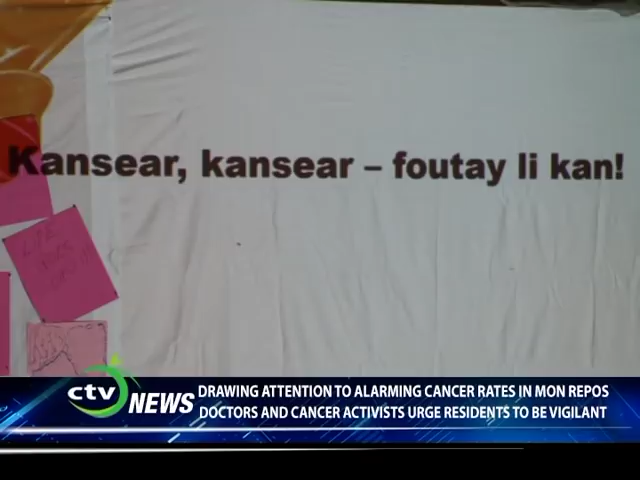 Kansear, kansear – foutay li kan!
LIFE
ctv NEWS
DRAWING ATTENTION TO ALARMING CANCER RATES IN MON REPOS
DOCTORS AND CANCER ACTIVISTS URGE RESIDENTS TO BE VIGILANT